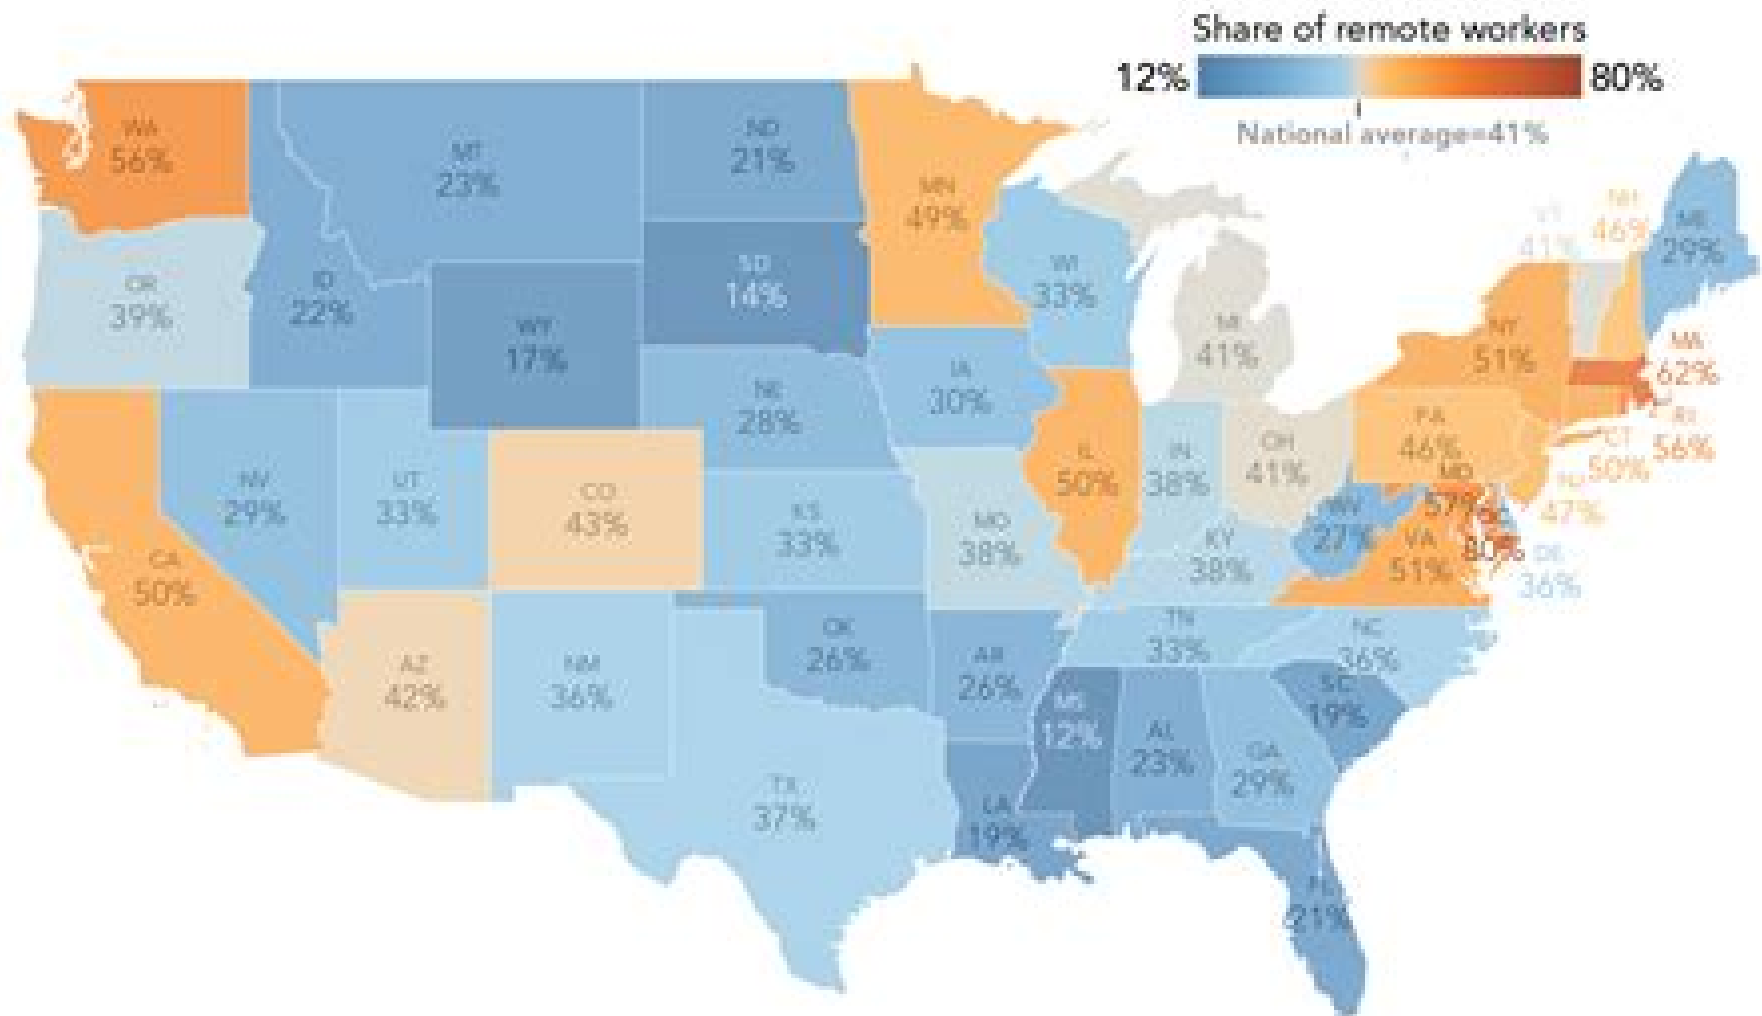 Share of remote workers
12% 80%
National average=41%
WA
56%
MT
23%
ND
21%
MN
49%
OR
39%
ID
22%
WY
17%
SD
14%
WI
33%
MI
41%
VT
41%
NH
46%
ME
29%
NY
51%
MA
62%
RI
56%
CT
50%
NJ
47%
PA
46%
MD
57%
80%
DE
36%
NV
29%
UT
33%
CO
43%
NE
28%
IA
30%
IL
50%
IN
38%
OH
41%
WV
27%
VA
51%
CA
50%
KS
33%
MO
38%
KY
38%
AZ
42%
NM
36%
OK
26%
AR
26%
TN
33%
NC
36%
SC
19%
MS
12%
AL
23%
GA
29%
TX
37%
LA
19%
FL
21%